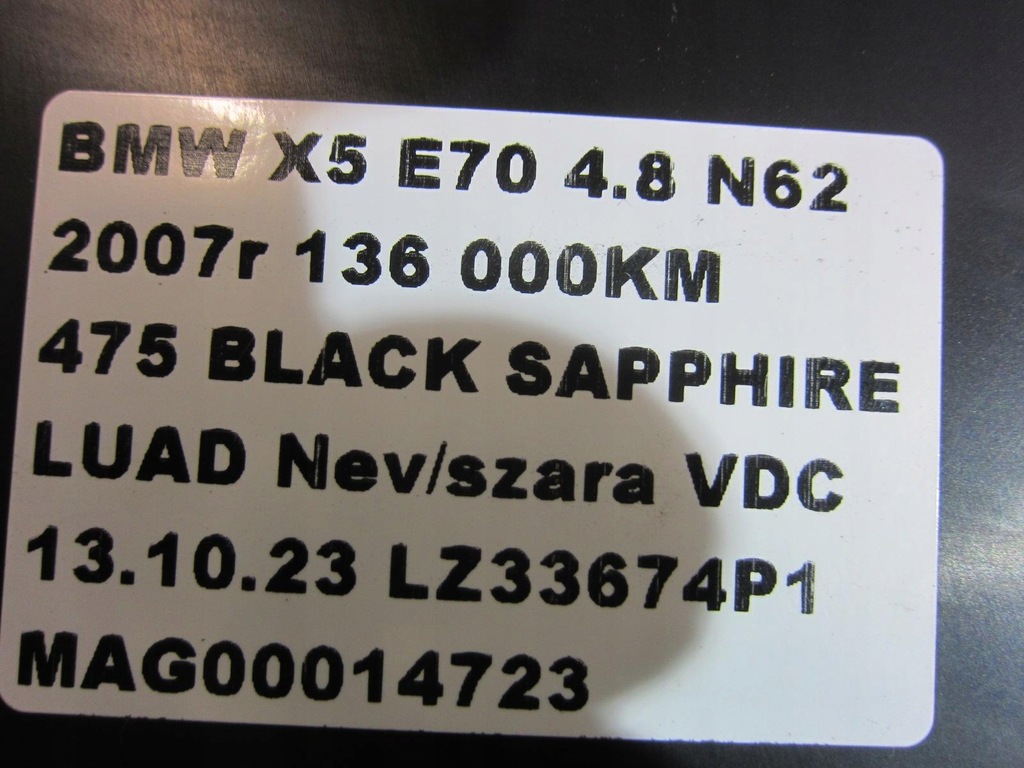 BMW X5 E70 4.8 N62
2007r 136 000KM
475 BLACK SAPPHIRE
LUAD Nev/szara VDC
13.10.23 LZ33674P1
MAG00014723